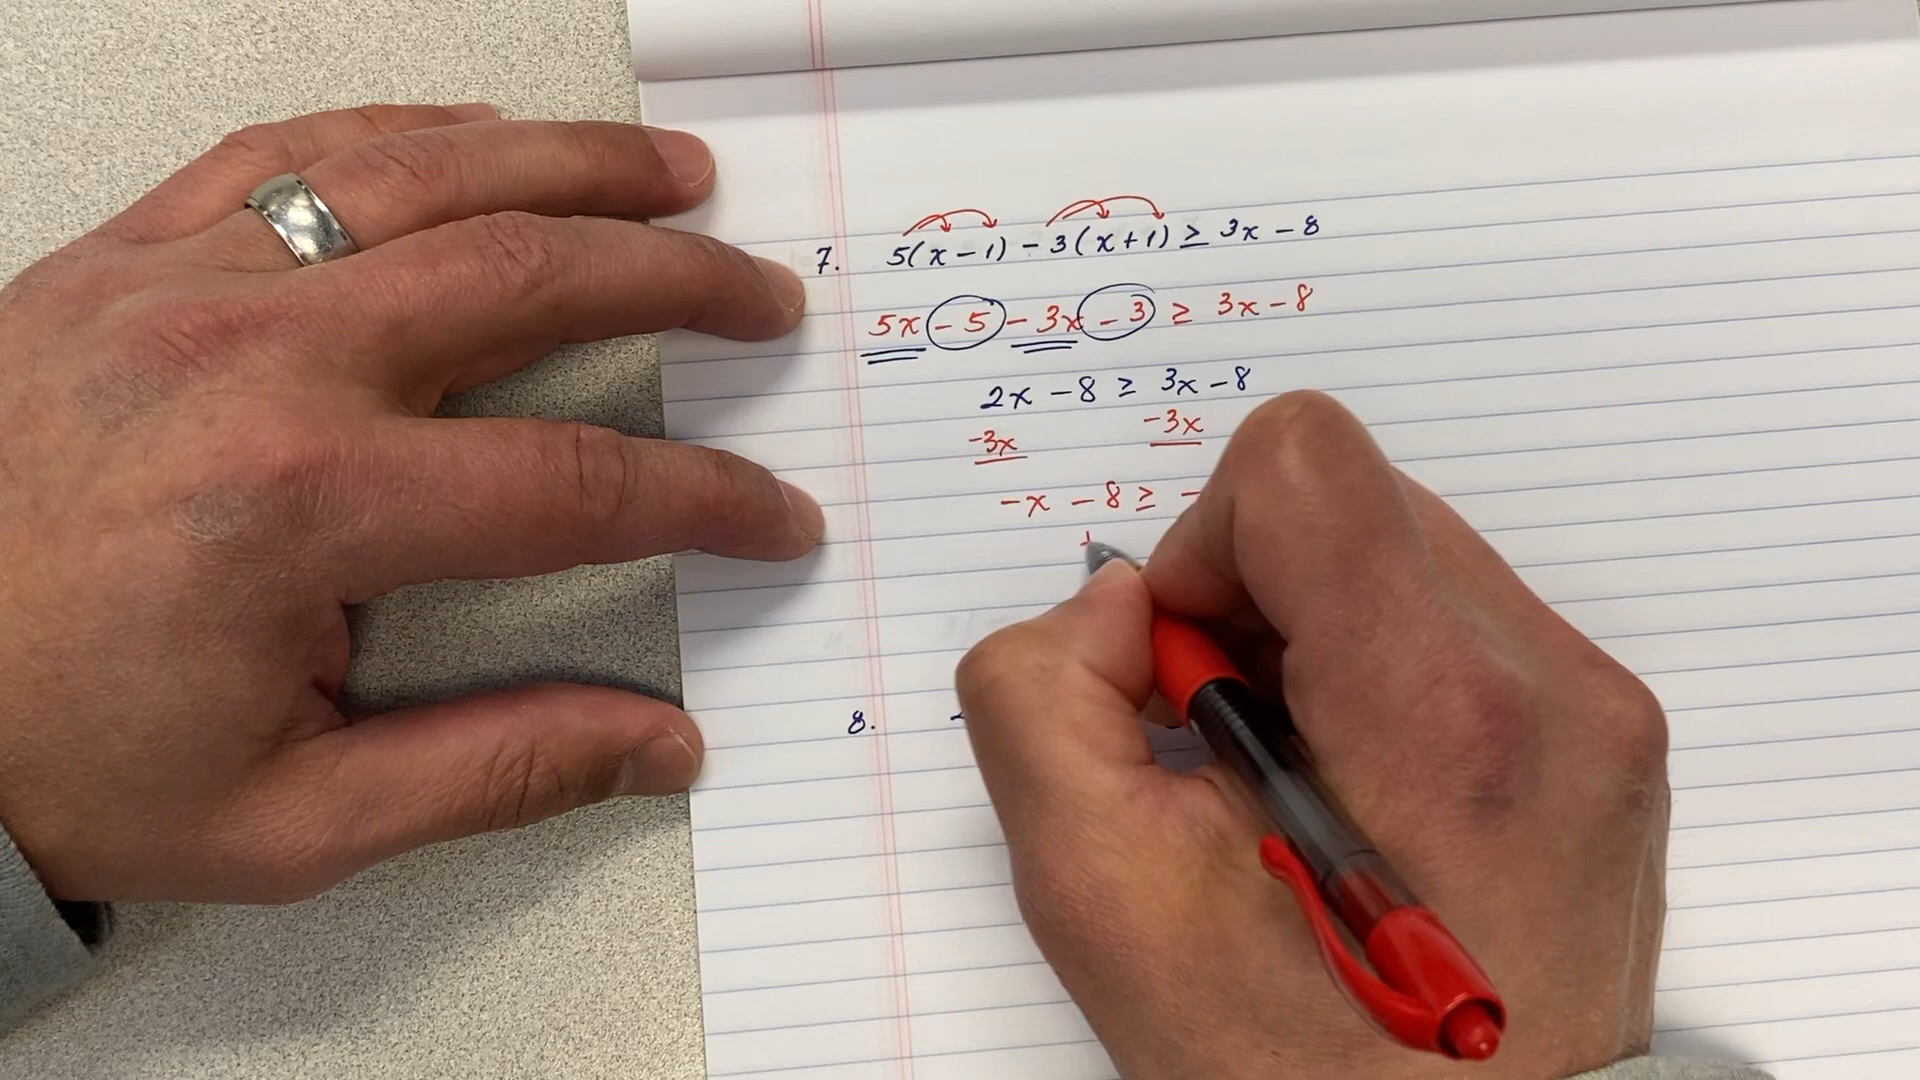 7. 5(x-1) - 3(x+1) ≥ 3x - 8
5x - 5 - 3x - 3 ≥ 3x - 8
2x - 8 ≥ 3x - 8
-3x -3x
-x - 8 ≥ -
+
8. -